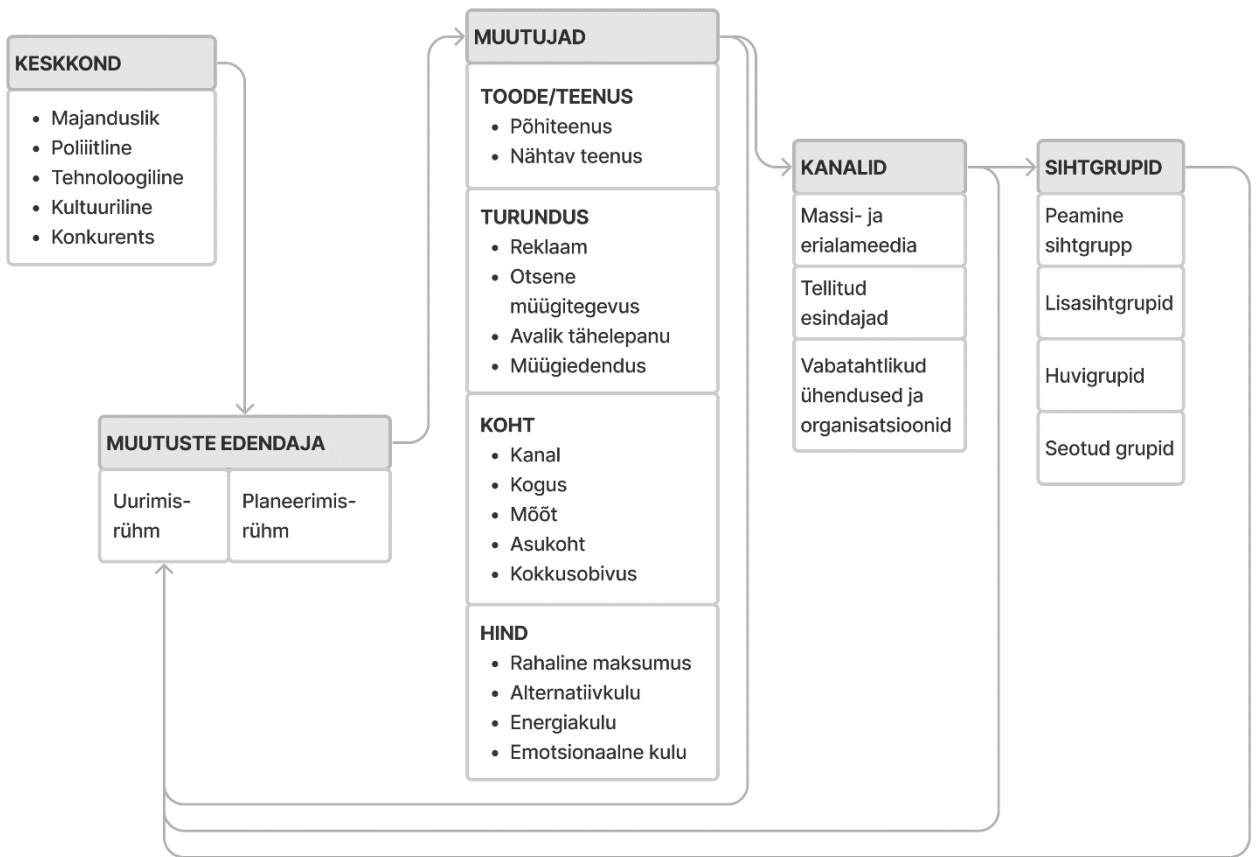 KESKKOND
• Majanduslik
• Poliiitline
• Tehnoloogiline
• Kultuuriline
• Konkurents
MUUTUSTE EDENDAJA
Uurimis-
rühm
Planeerimis-
rühm
MUUTUJAD
TOODE/TEENUS
• Põhiteenus
• Nähtav teenus
TURUNDUS
• Reklaam
• Otsene
müügitegevus
• Avalik tähelepanu
• Müügiedendus
KOHT
• Kanal
• Kogus
• Mõõt
• Asukoht
• Kokkusobivus
HIND
• Rahaline maksumus
• Alternatiivkulu
• Energiakulu
• Emotsionaalne kulu
KANALID
Massi- ja
erialameedia
Tellitud
esindajad
Vabatahtlikud
ühendused ja
organisatsioonid
SIHTGRUPID
Peamine
sihtgrupp
Lisasihtgrupid
Huvigrupid
Seotud grupid